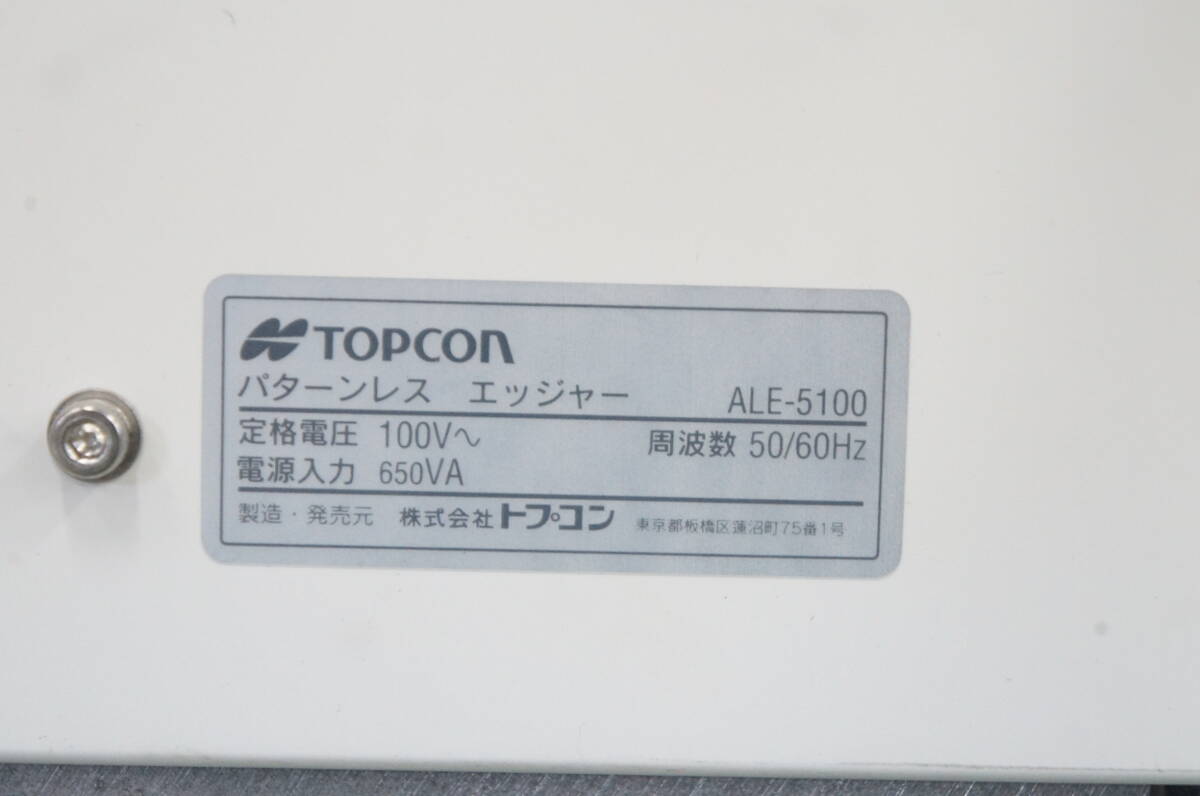 TOPCON
パターンレス エッジャー ALE-5100
定格電圧 100V～ 周波数 50/60Hz
電源入力 650VA
製造・発売元 株式会社トプコン 東京都板橋区蓮沼町75番1号